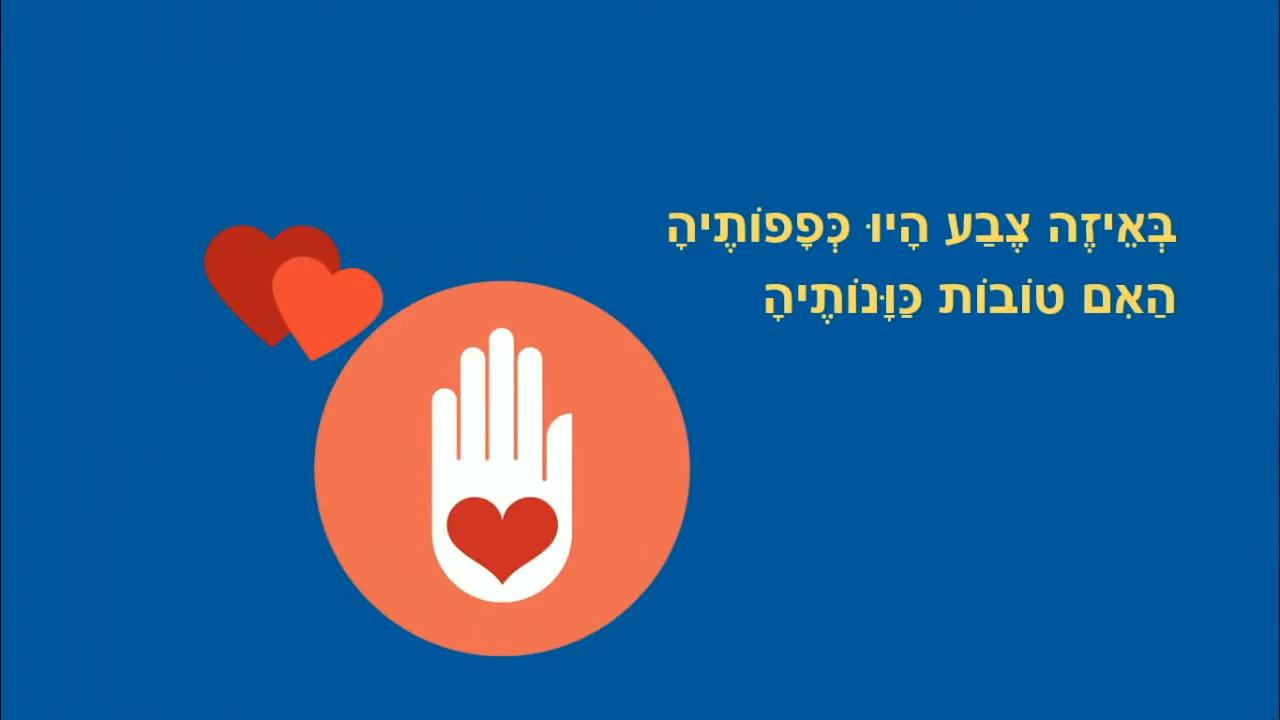 בְּאֵיזֶה צֶבַע הָיוּ כְּפָפוֹתֶיהָ
הַאִם טוֹבוֹת כַּוָּנוֹתֶיהָ